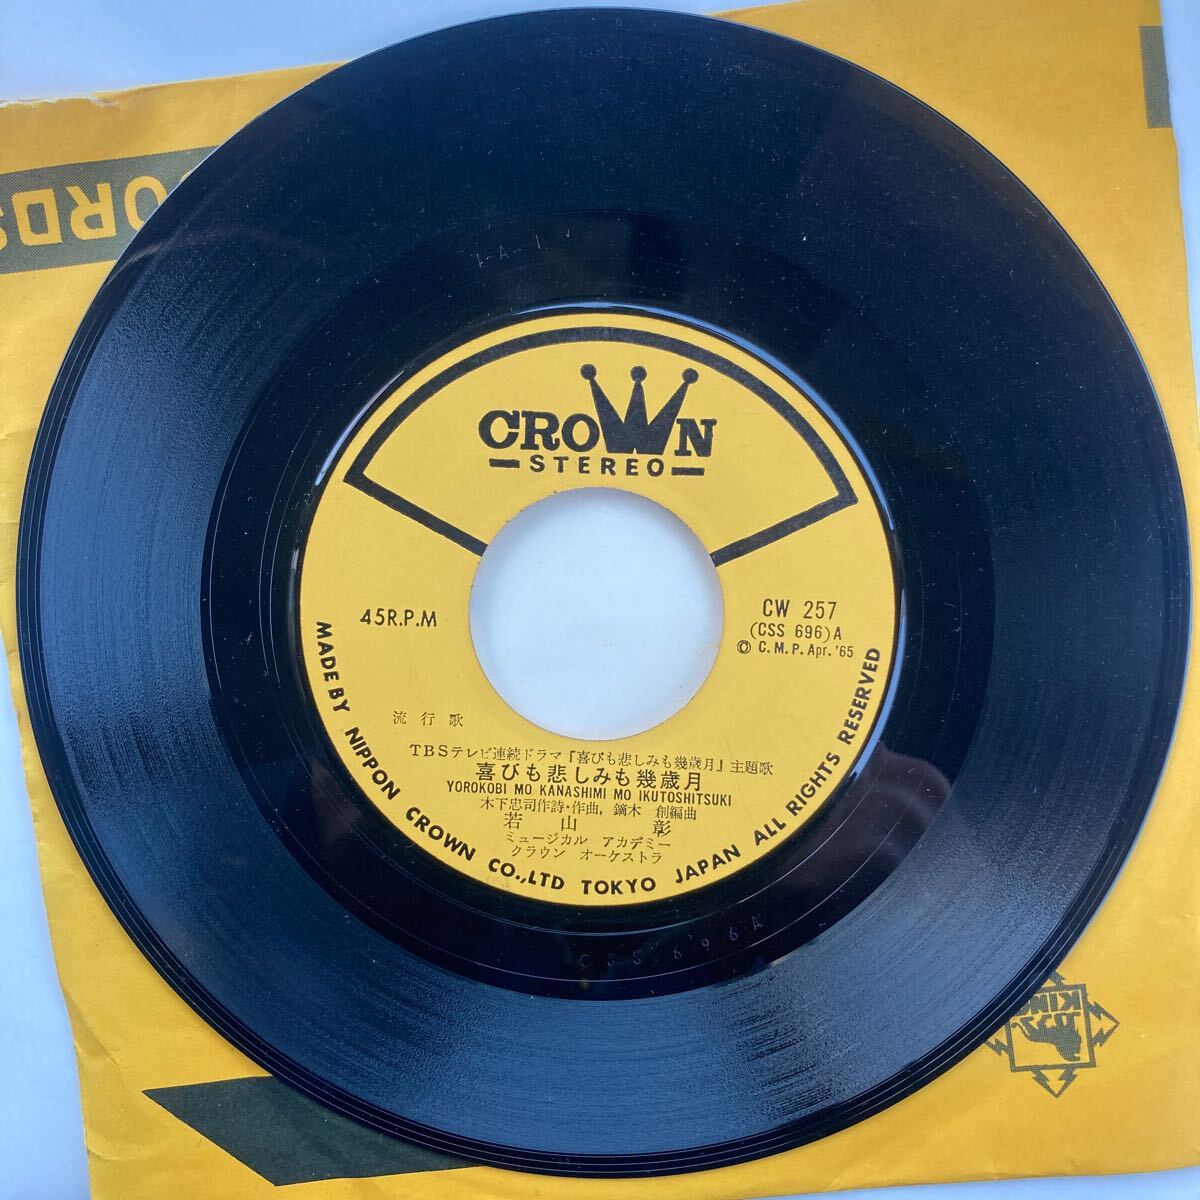 ORDS
I-A-1
CROWN
STEREO
45R.P.M
CW 257
(CSS 696)A
© C.M.P. Apr. '65
流行歌
TBSテレビ連続ドラマ『喜びも悲しみも幾歳月』主題歌
喜びも悲しみも幾歳月
YOROKOBI MO KANASHIMI MO IKUTOSHITSUKI
木下忠司作詩・作曲, 鏑木 創編曲
若山 彰
ミュージカル アカデミー
クラウン オーケストラ
MADE BY NIPPON CROWN CO.,LTD TOKYO JAPAN ALL RIGHTS RESERVED
CSS 696A
KING